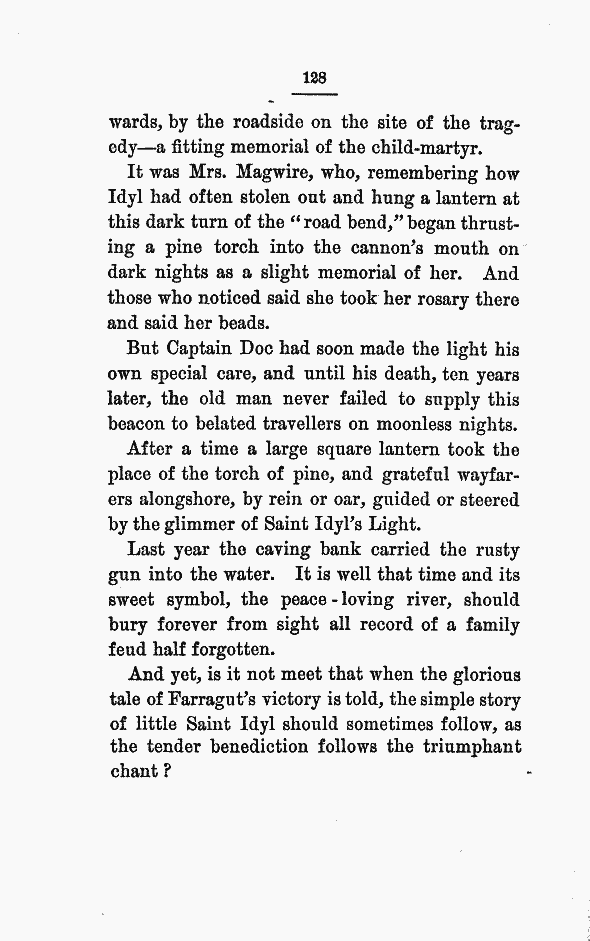 128
wards, by the roadside on the site of the trag-
edy—a fitting memorial of the child-martyr.
It was Mrs. Magwire, who, remembering how
Idyl had often stolen out and hung a lantern at
this dark turn of the “road bend,” began thrust-
ing a pine torch into the cannon’s mouth on
dark nights as a slight memorial of her. And
those who noticed said she took her rosary there
and said her beads.
But Captain Doc had soon made the light his
own special care, and until his death, ten years
later, the old man never failed to supply this
beacon to belated travellers on moonless nights.
After a time a large square lantern took the
place of the torch of pine, and grateful wayfar-
ers alongshore, by rein or oar, guided or steered
by the glimmer of Saint Idyl’s Light.
Last year the caving bank carried the rusty
gun into the water. It is well that time and its
sweet symbol, the peace-loving river, should
bury forever from sight all record of a family
feud half forgotten.
And yet, is it not meet that when the glorious
tale of Farragut’s victory is told, the simple story
of little Saint Idyl should sometimes follow, as
the tender benediction follows the triumphant
chant?